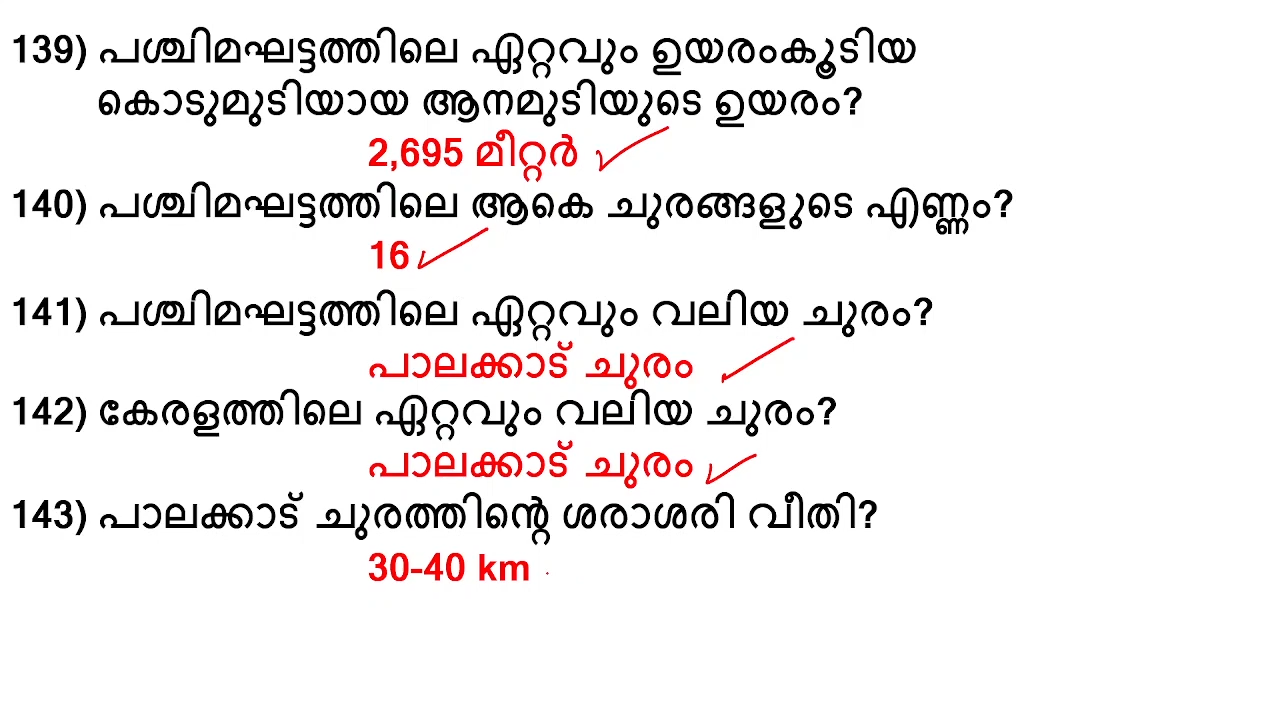 139) പശ്ചിമഘട്ടത്തിലെ ഏറ്റവും ഉയരംകൂടിയ
കൊടുമുടിയായ ആനമുടിയുടെ ഉയരം?
2,695 മീറ്റർ
140) പശ്ചിമഘട്ടത്തിലെ ആകെ ചുരങ്ങളുടെ എണ്ണം?
16
141) പശ്ചിമഘട്ടത്തിലെ ഏറ്റവും വലിയ ചുരം?
പാലക്കാട് ചുരം
142) കേരളത്തിലെ ഏറ്റവും വലിയ ചുരം?
പാലക്കാട് ചുരം
143) പാലക്കാട് ചുരത്തിന്റെ ശരാശരി വീതി?
30-40 km